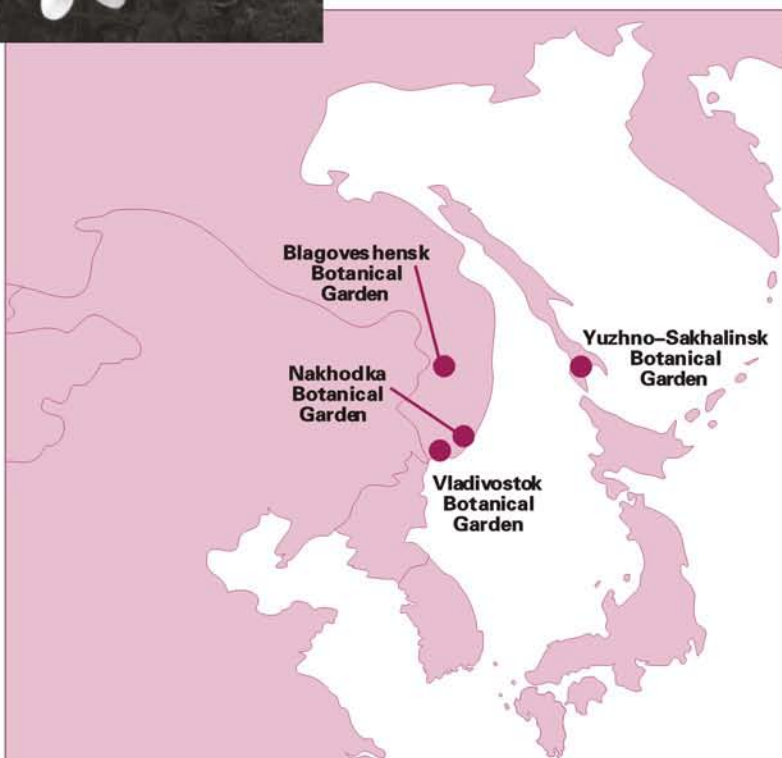 Blagoveshensk
Botanical
Garden
Yuzhno–Sakhalinsk
Botanical
Garden
Nakhodka
Botanical
Garden
Vladivostok
Botanical
Garden